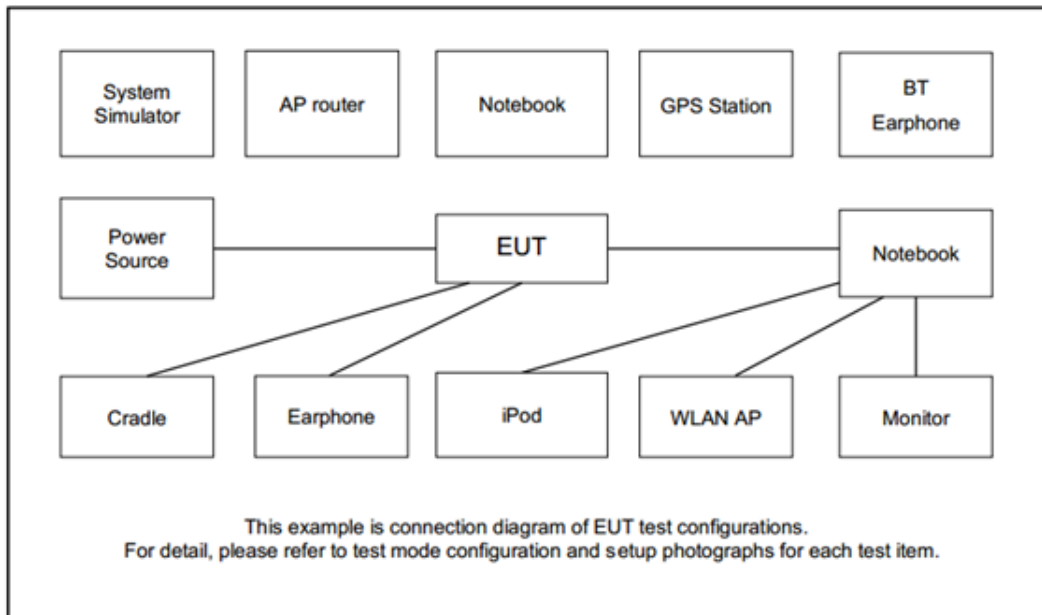 System
Simulator
AP router
Notebook
GPS Station
BT
Earphone
Power
Source
EUT
Notebook
Cradle
Earphone
iPod
WLAN AP
Monitor
This example is connection diagram of EUT test configurations.
For detail, please refer to test mode configuration and setup photographs for each test item.